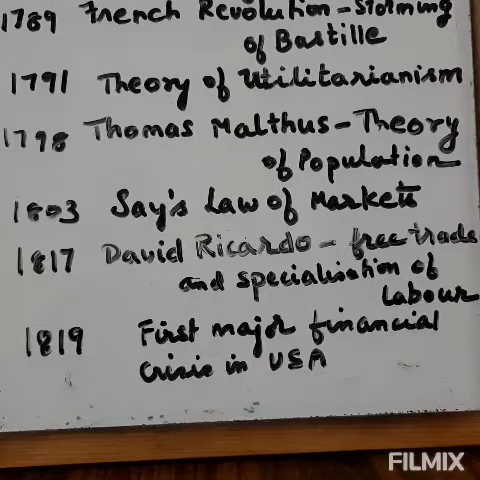 1789 French Revolution - Storming
of Bastille
1791 Theory of Utilitarianism
1798 Thomas Malthus - Theory
of Population
1803 Say's Law of Markets
1817 David Ricardo - free trade
and specialisation of
labour
1819 First major financial
crisis in USA
FILMIX